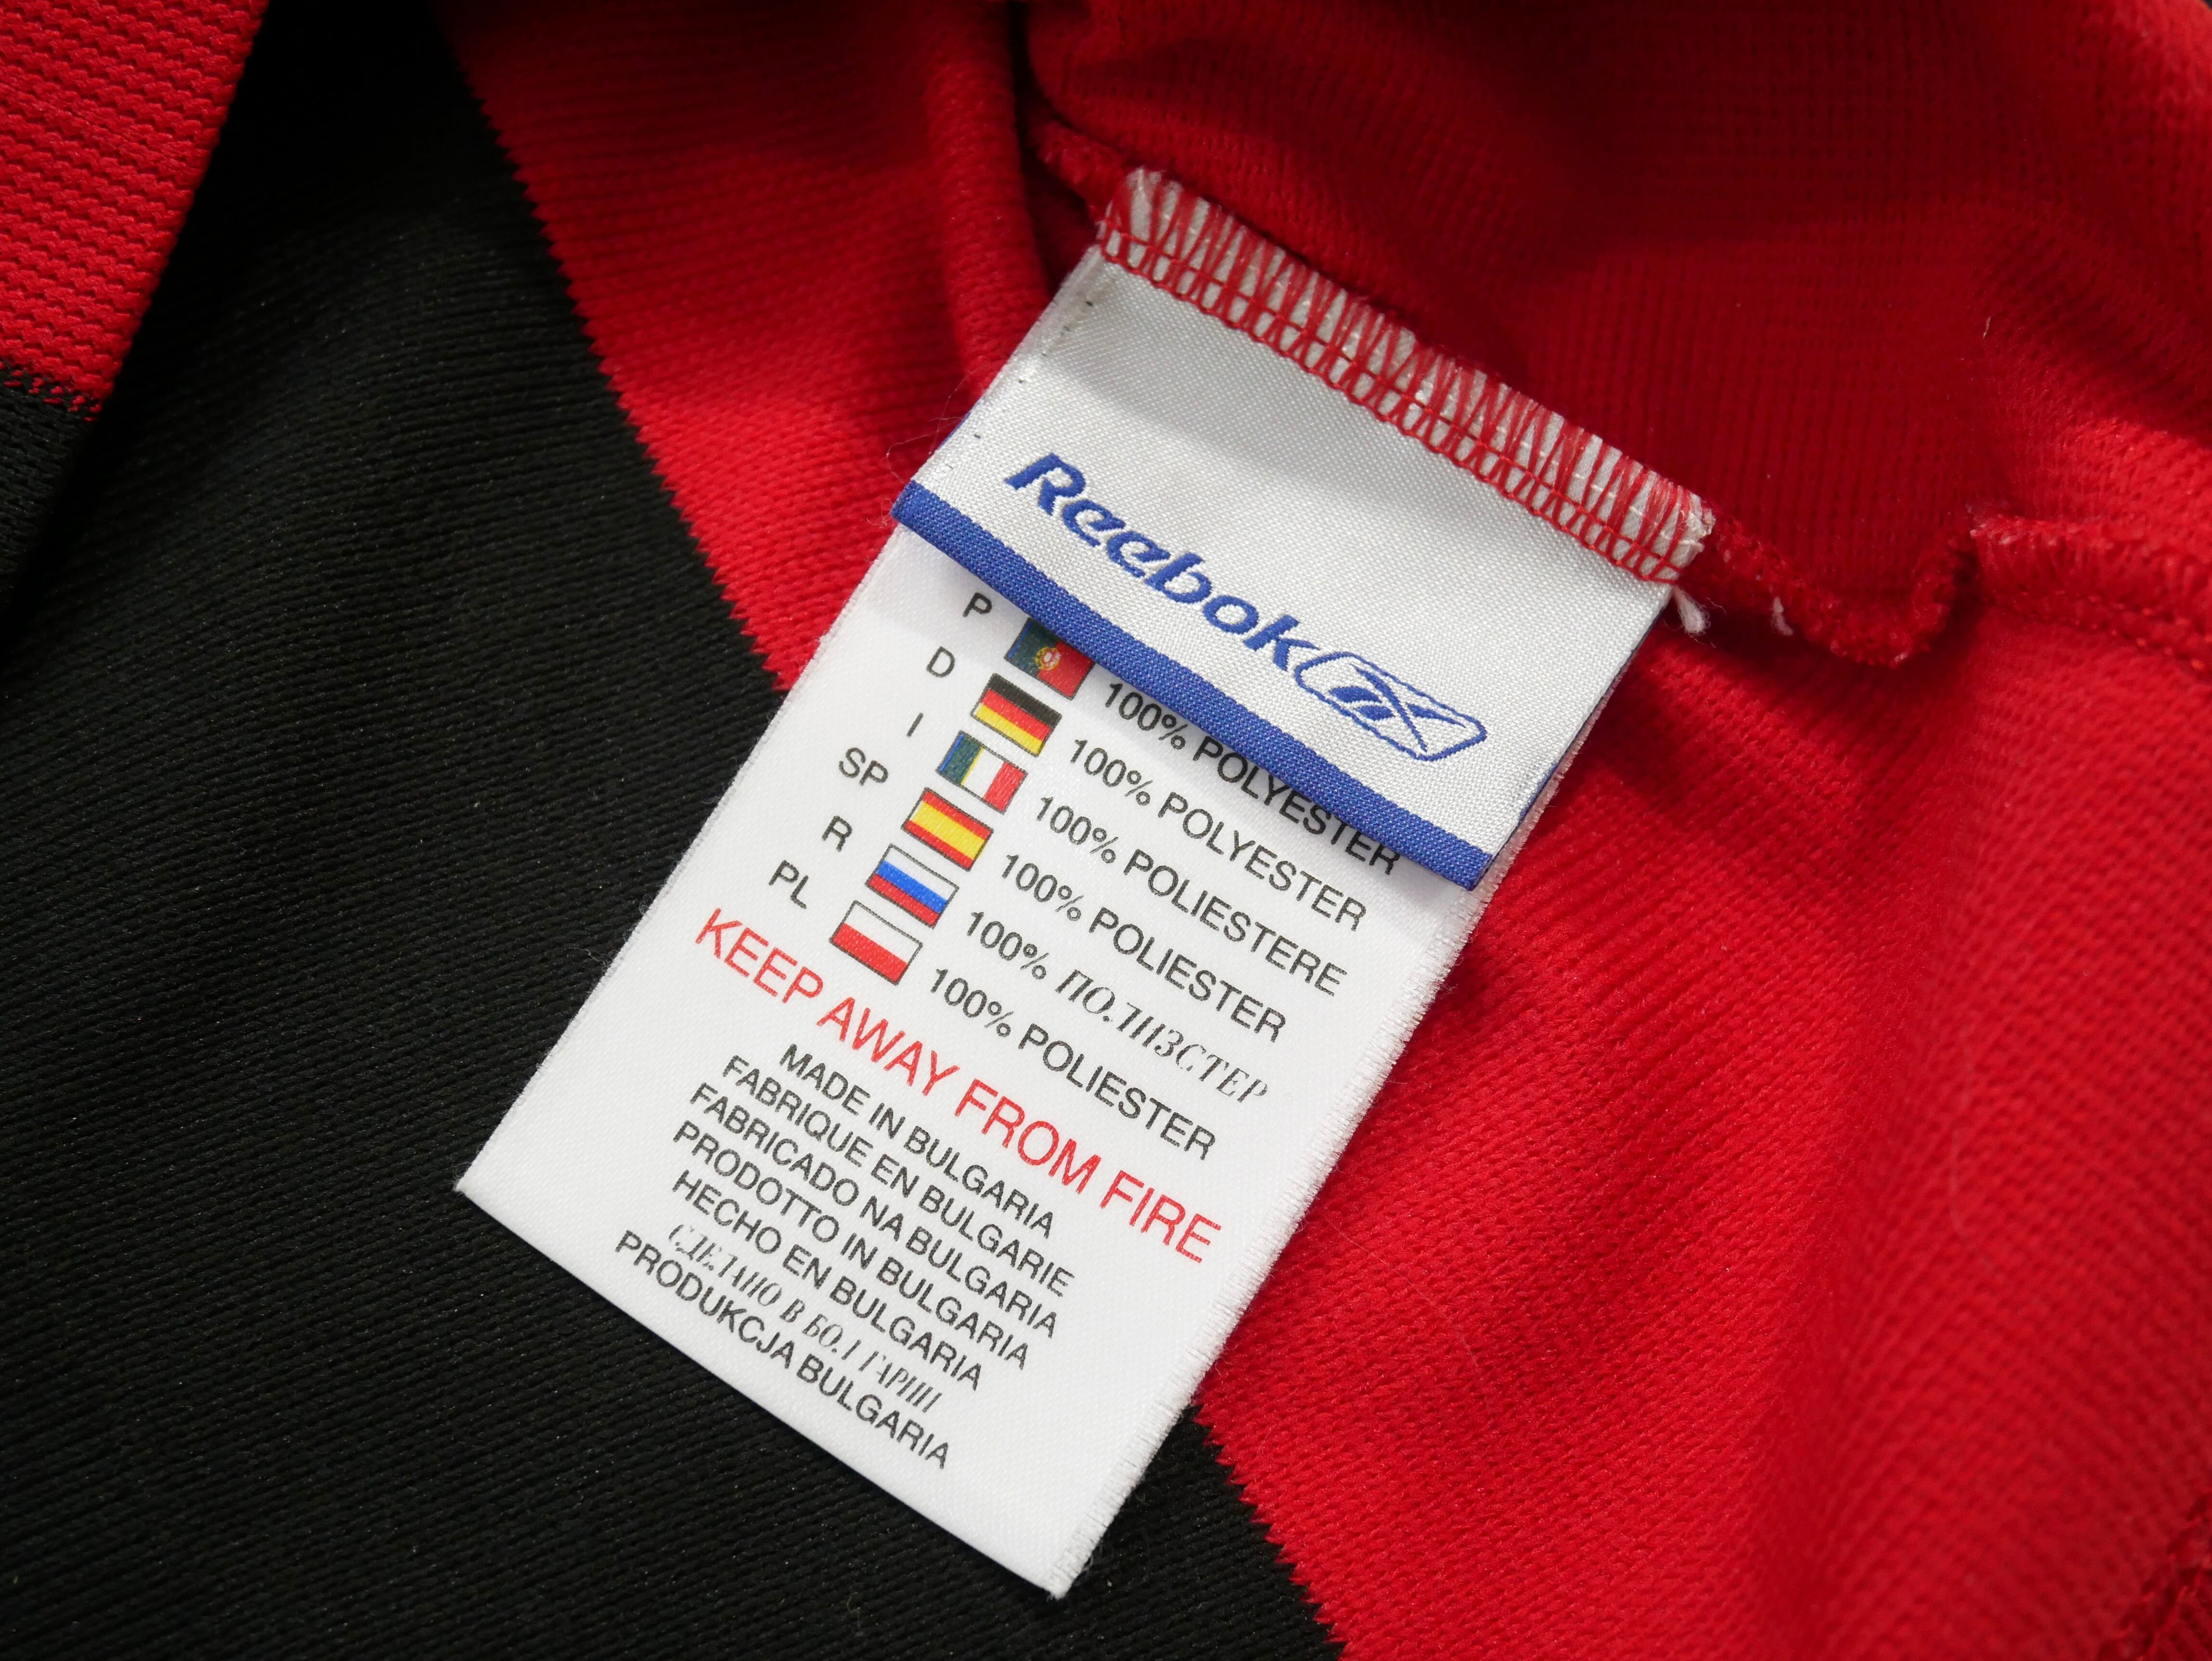 Reebok
P 100% POLYESTER
D 100% POLYESTER
I 100% POLIESTERE
SP 100% POLIESTER
R 100% ПОЛИЗСТЕР
PL 100% POLIESTER
KEEP AWAY FROM FIRE
MADE IN BULGARIA
FABRIQUE EN BULGARIE
FABRICADO NA BULGARIA
PRODOTTO IN BULGARIA
HECHO EN BULGARIA
СДЕЛАНО В БОЛГАРИИ
PRODUKCJA BULGARIA